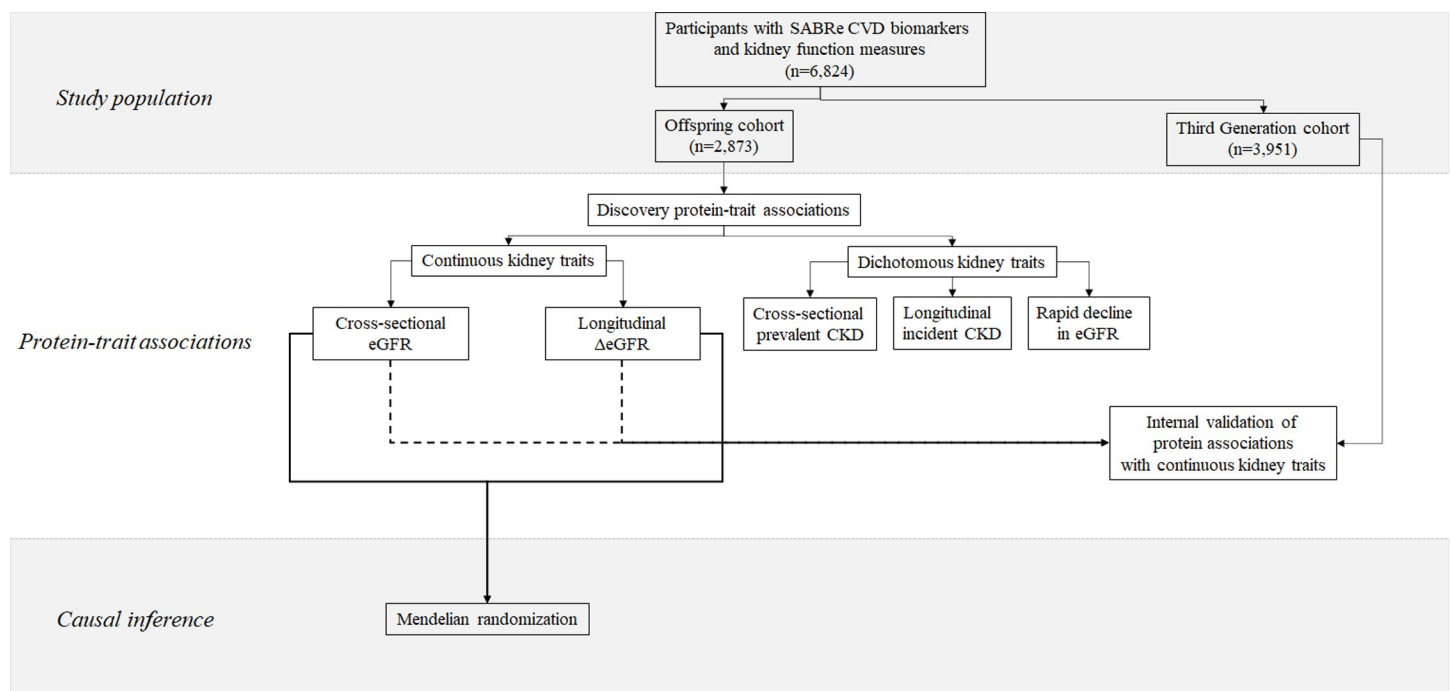 Participants with SABRe CVD biomarkers
and kidney function measures
(n=6,824)
Study population
Offspring cohort
(n=2,873)
Third Generation cohort
(n=3,951)
Discovery protein-trait associations
Continuous kidney traits
Dichotomous kidney traits
Cross-sectional
eGFR
Longitudinal
ΔeGFR
Cross-sectional
prevalent CKD
Longitudinal
incident CKD
Rapid decline
in eGFR
Protein-trait associations
Internal validation of
protein associations
with continuous kidney traits
Causal inference
Mendelian randomization